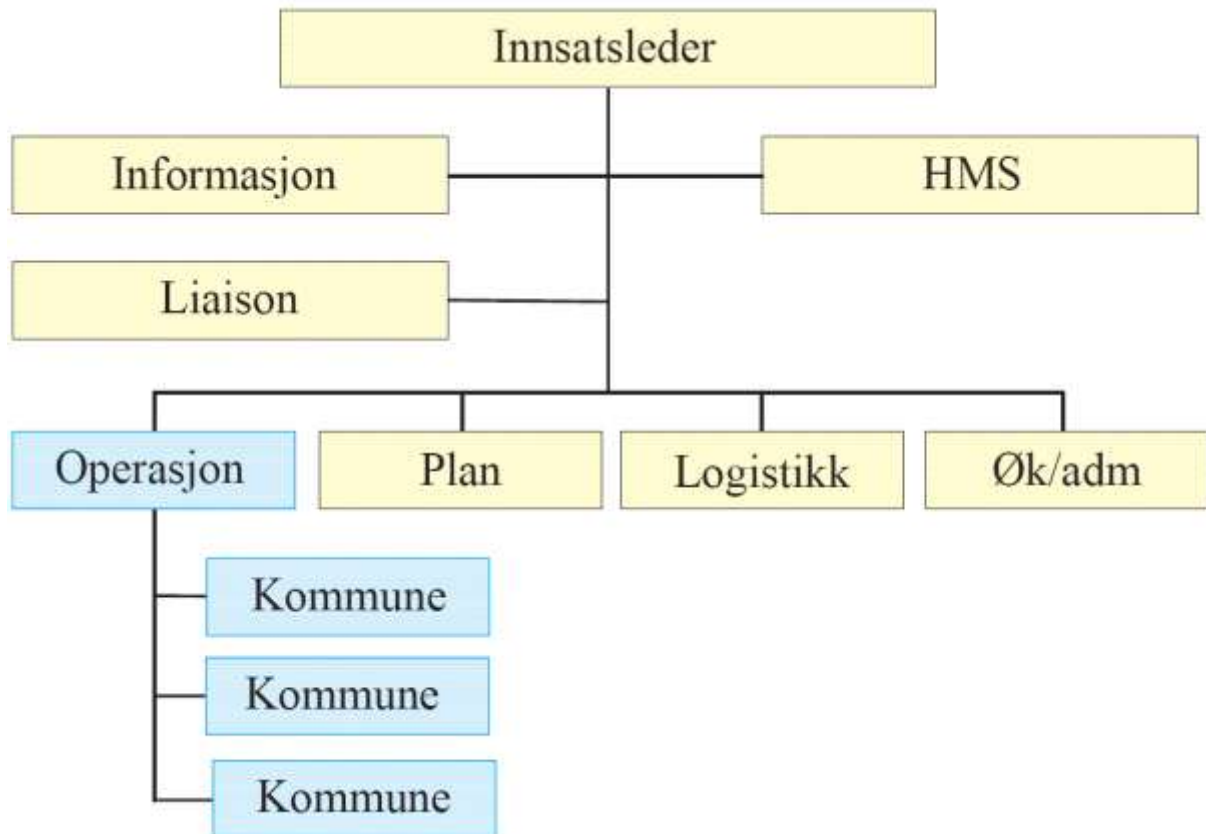 Innsatsleder
Informasjon
HMS
Liaison
Operasjon
Plan
Logistikk
Øk/adm
Kommune
Kommune
Kommune